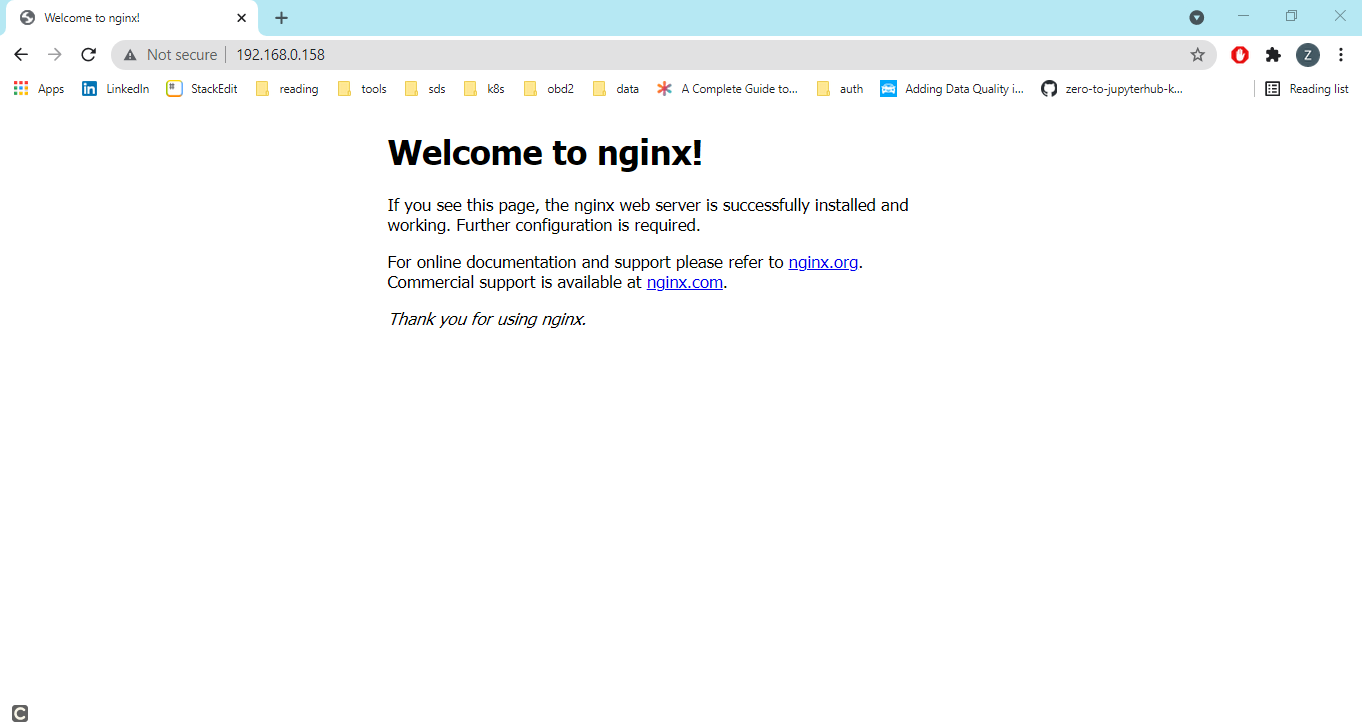 Welcome to nginx!
Not secure 192.168.0.158
Z
Apps LinkedIn StackEdit reading tools sds k8s obd2 data A Complete Guide to... auth Adding Data Quality i... zero-to-jupyterhub-k... Reading list
Welcome to nginx!
If you see this page, the nginx web server is successfully installed and
working. Further configuration is required.
For online documentation and support please refer to nginx.org.
Commercial support is available at nginx.com.
Thank you for using nginx.
C